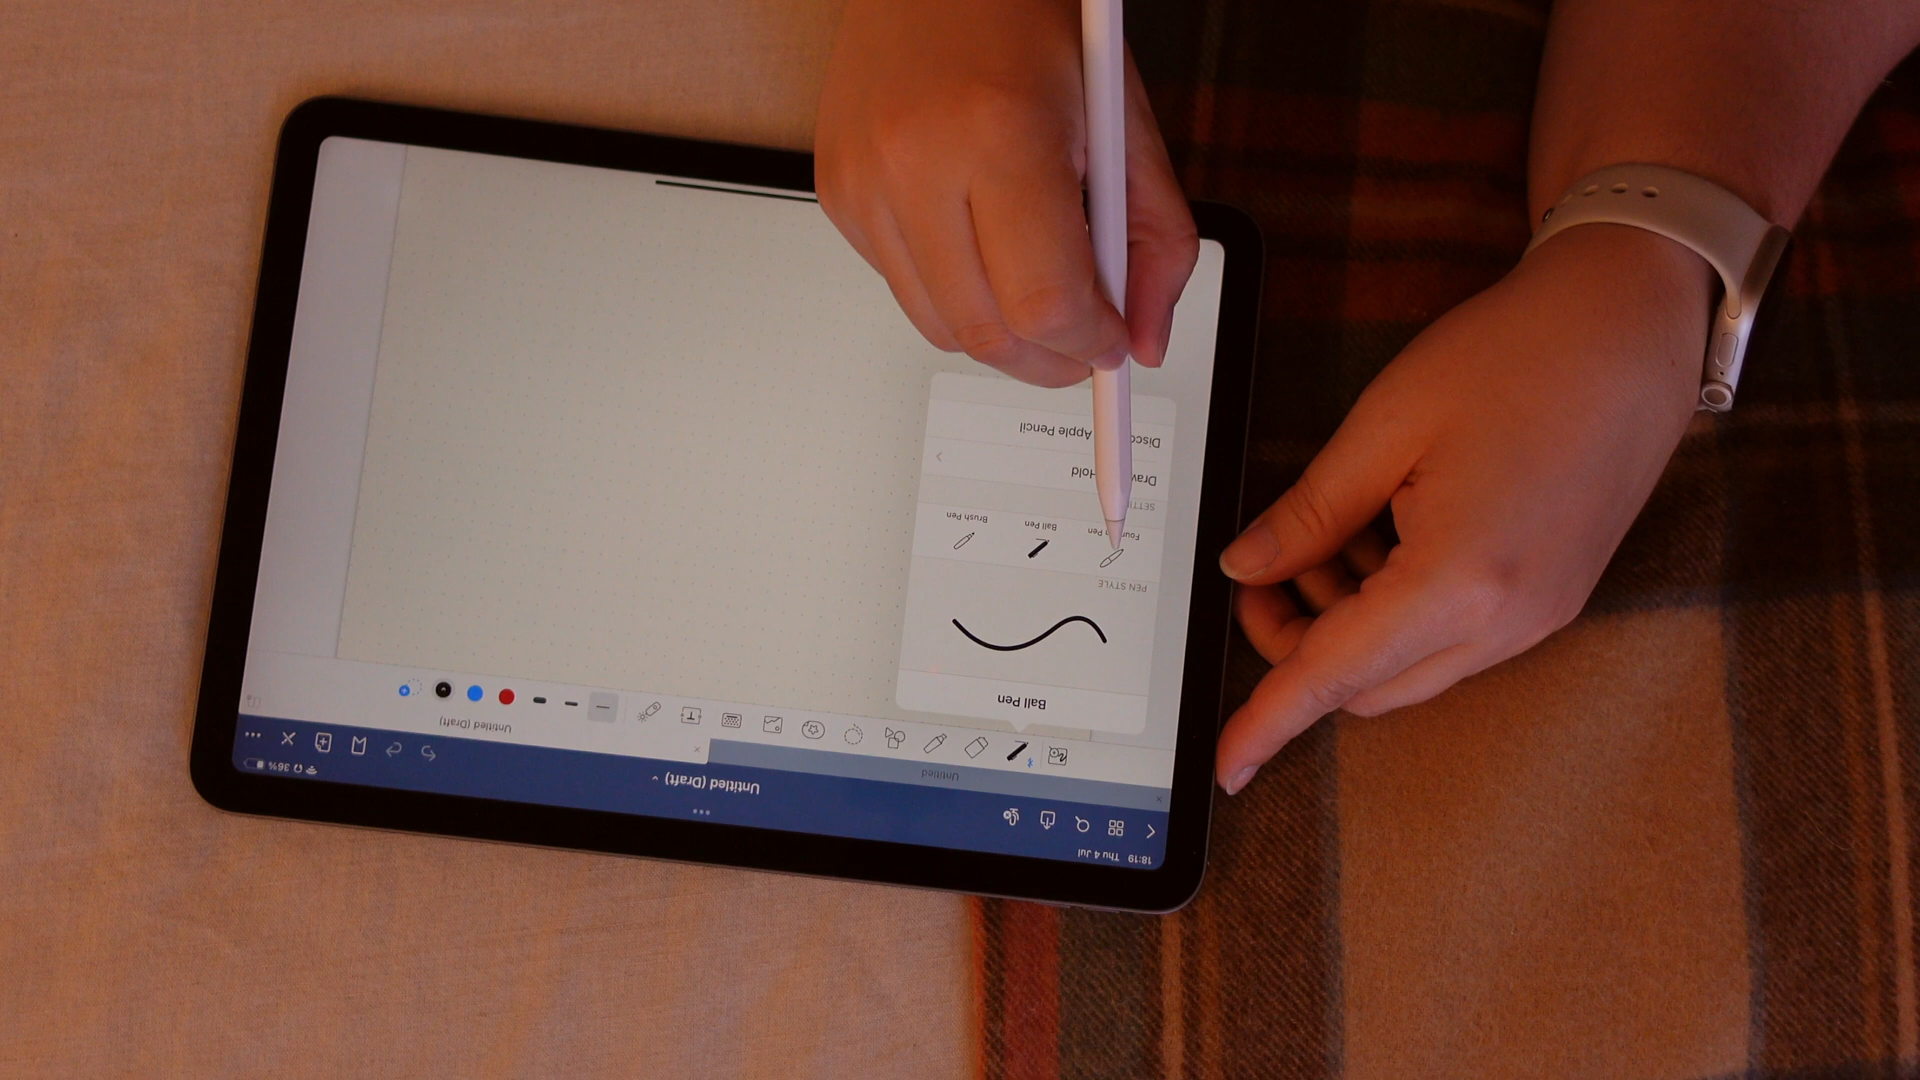 18:19 Thu 4 Jul
36%
Untitled (Draft)
Untitled
Untitled (Draft)
Ball Pen
PEN STYLE
Pen
Ball Pen
Brush Pen
Hold
Apple Pencil